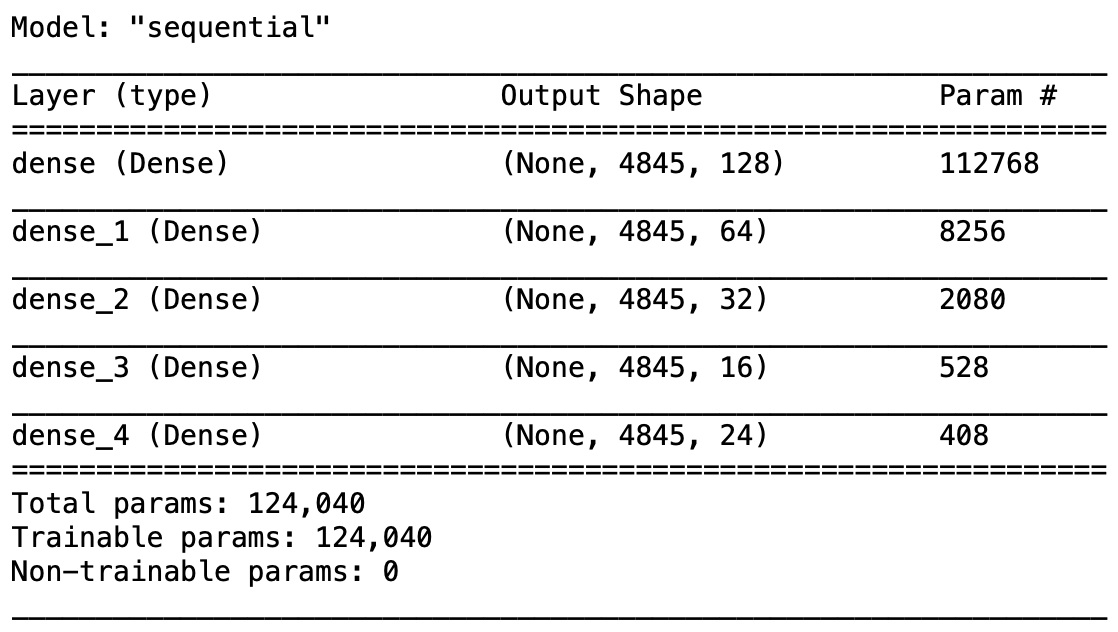 Model: "sequential"
Layer (type) Output Shape Param #
dense (Dense) (None, 4845, 128) 112768
dense_1 (Dense) (None, 4845, 64) 8256
dense_2 (Dense) (None, 4845, 32) 2080
dense_3 (Dense) (None, 4845, 16) 528
dense_4 (Dense) (None, 4845, 24) 408
Total params: 124,040
Trainable params: 124,040
Non-trainable params: 0